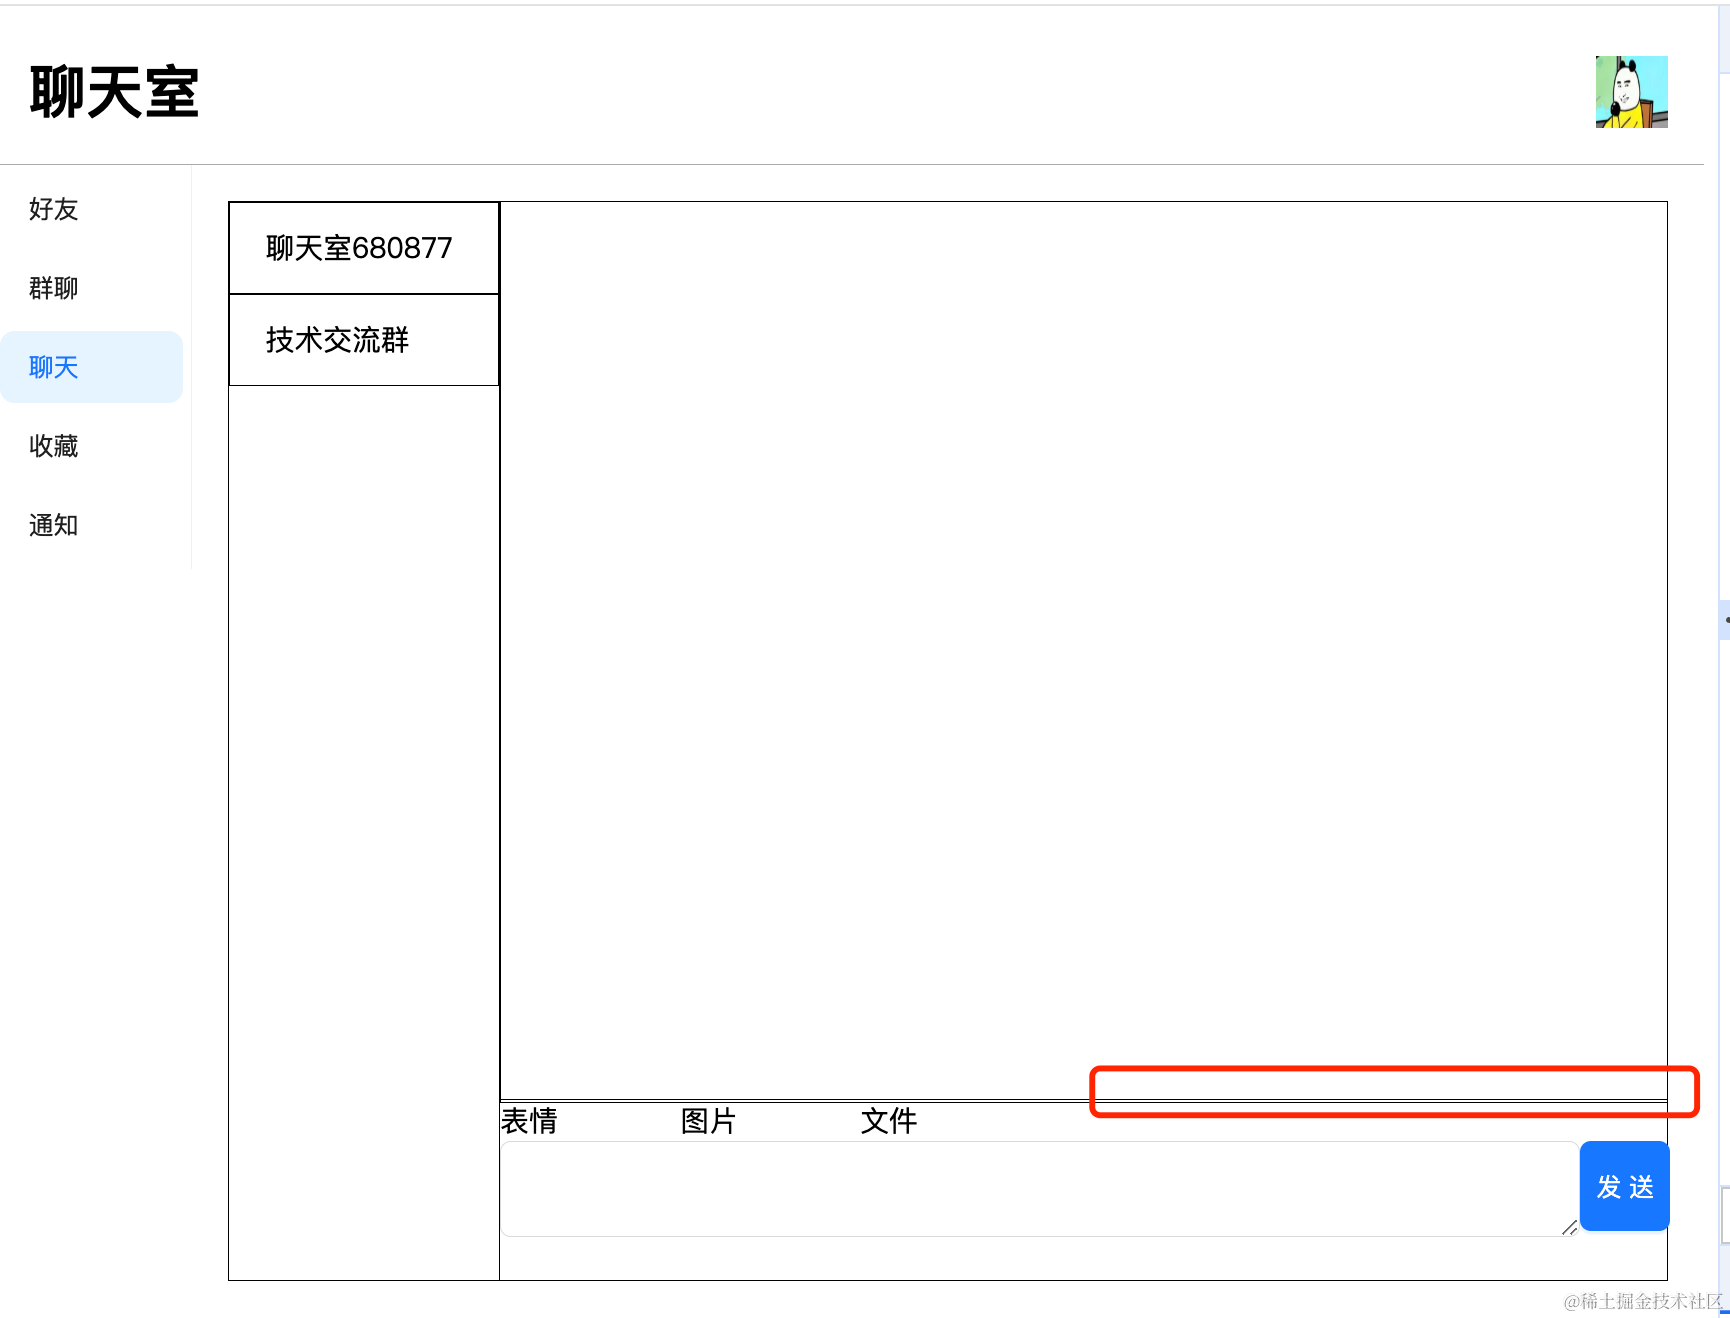 聊天室
好友
群聊
聊天
收藏
通知
聊天室680877
技术交流群
表情 图片 文件
发 送
@稀土掘金技术社区